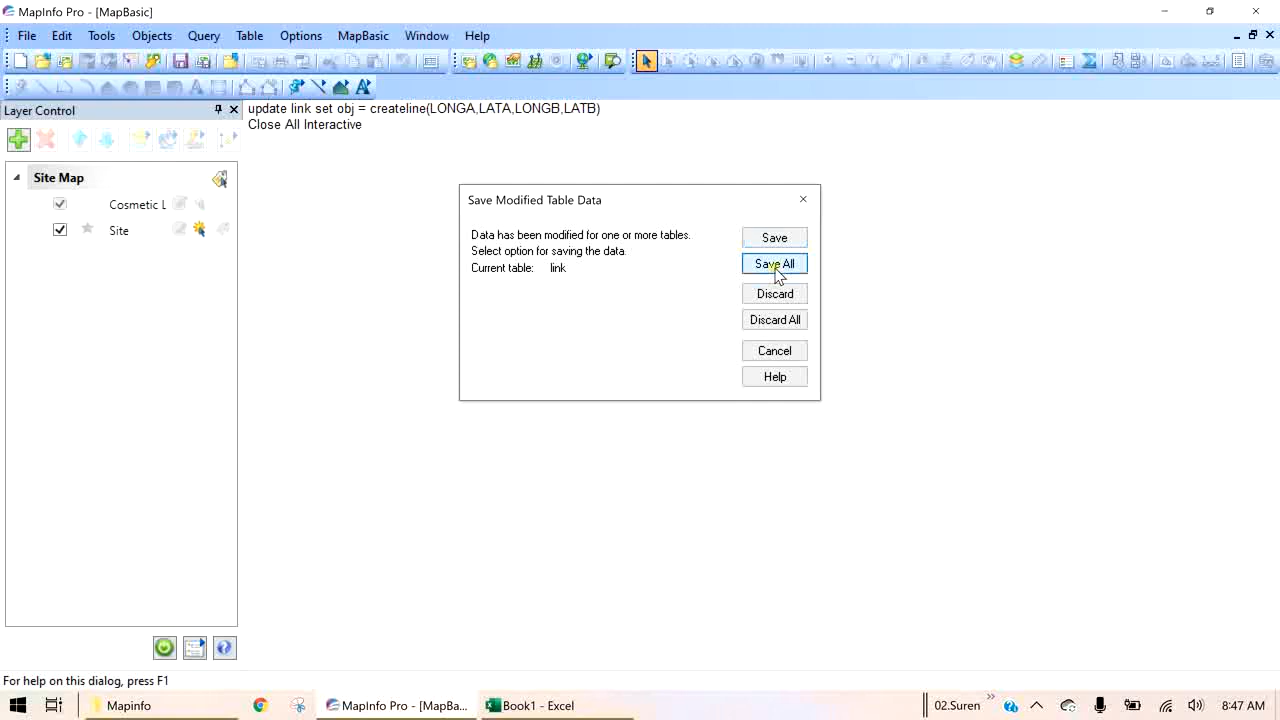 MapInfo Pro - [MapBasic]
File Edit Tools Objects Query Table Options MapBasic Window Help
Layer Control
update link set obj = createline(LONGA,LATA,LONGB,LATB)
Close All Interactive
Site Map
Cosmetic L
Site
Save Modified Table Data
Data has been modified for one or more tables.
Select option for saving the data.
Current table: link
Save
Save All
Discard
Discard All
Cancel
Help
For help on this dialog, press F1
Mapinfo
MapInfo Pro - [MapBa...
Book1 - Excel
02.Suren
8:47 AM